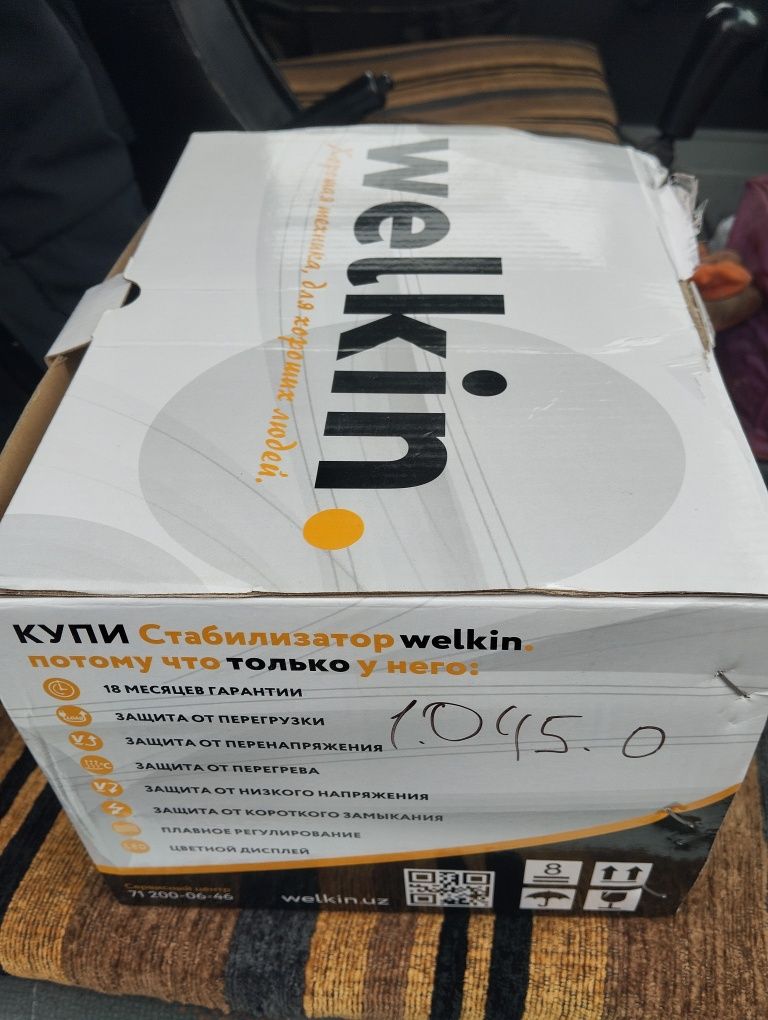 welkin.
Хорошая техника, для хороших людей.
КУПИ Стабилизатор welkin.
потому что только у него:
18 МЕСЯЦЕВ ГАРАНТИИ
ЗАЩИТА ОТ ПЕРЕГРУЗКИ
ЗАЩИТА ОТ ПЕРЕНАПРЯЖЕНИЯ
1.045.0
ЗАЩИТА ОТ ПЕРЕГРЕВА
ЗАЩИТА ОТ НИЗКОГО НАПРЯЖЕНИЯ
ЗАЩИТА ОТ КОРОТКОГО ЗАМЫКАНИЯ
ПЛАВНОЕ РЕГУЛИРОВАНИЕ
ЦВЕТНОЙ ДИСПЛЕЙ
Сервисный центр
71 200-06-46
welkin.uz
8